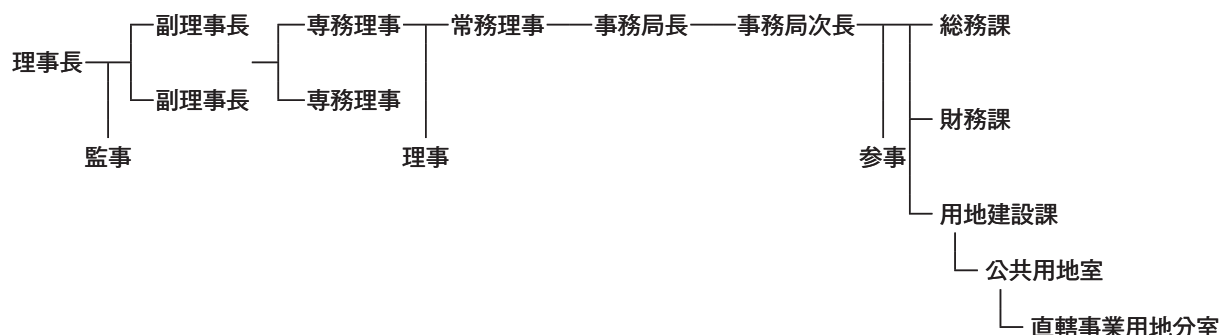 副理事長
専務理事
常務理事
事務局長
事務局次長
総務課
理事長
副理事長
専務理事
財務課
監事
理事
参事
用地建設課
公共用地室
直轄事業用地分室